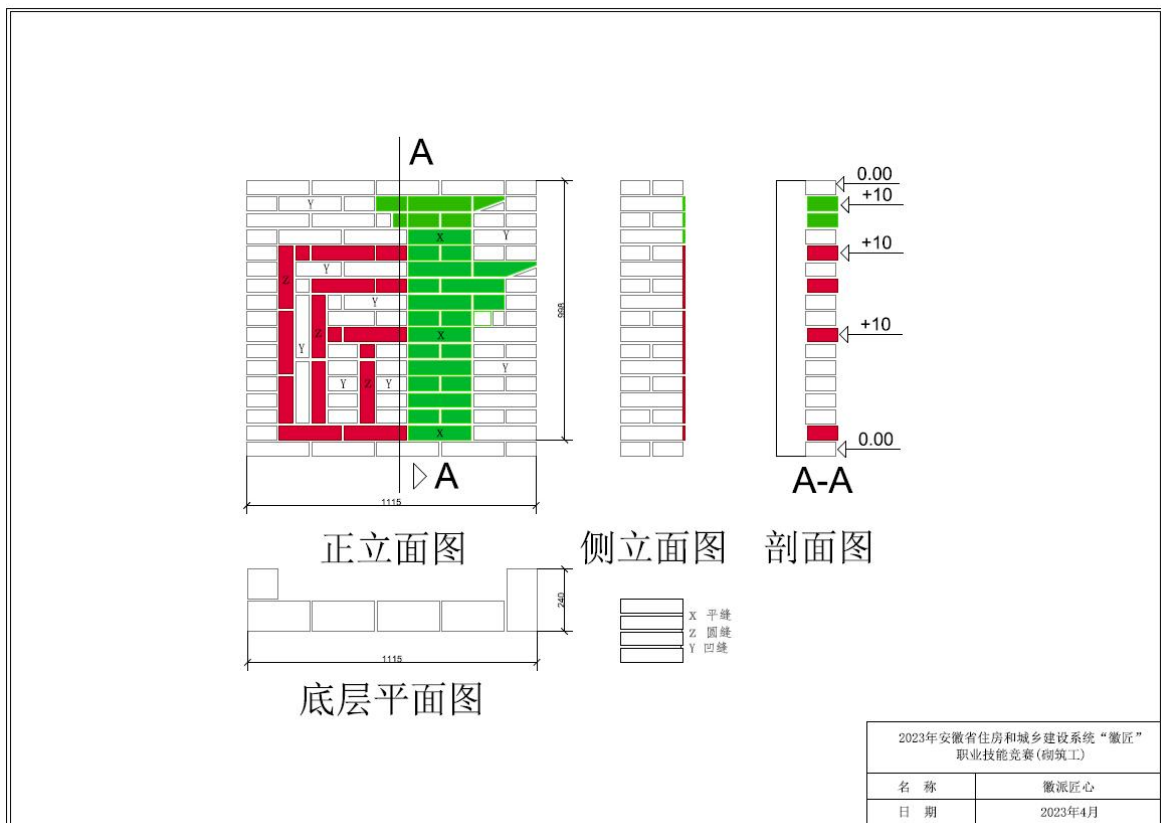 A
Y
X
Y
Z
Y
Y
Z
X
Y
Y
Y
Z
Y
X
A
998
1115
正立面图
侧立面图
0.00
+10
+10
+10
0.00
A-A
剖面图
240
1115
底层平面图
X 平缝
Z 圆缝
Y 凹缝
2023年安徽省住房和城乡建设系统“徽匠”
职业技能竞赛(砌筑工)
名 称 徽派匠心
日 期 2023年4月